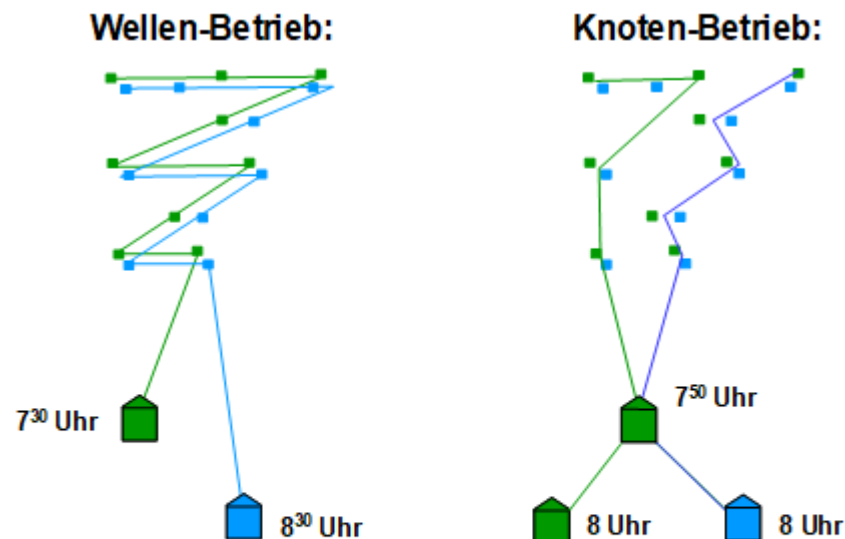 Wellen-Betrieb:
Knoten-Betrieb:
7³⁰ Uhr
8³⁰ Uhr
7⁵⁰ Uhr
8 Uhr
8 Uhr